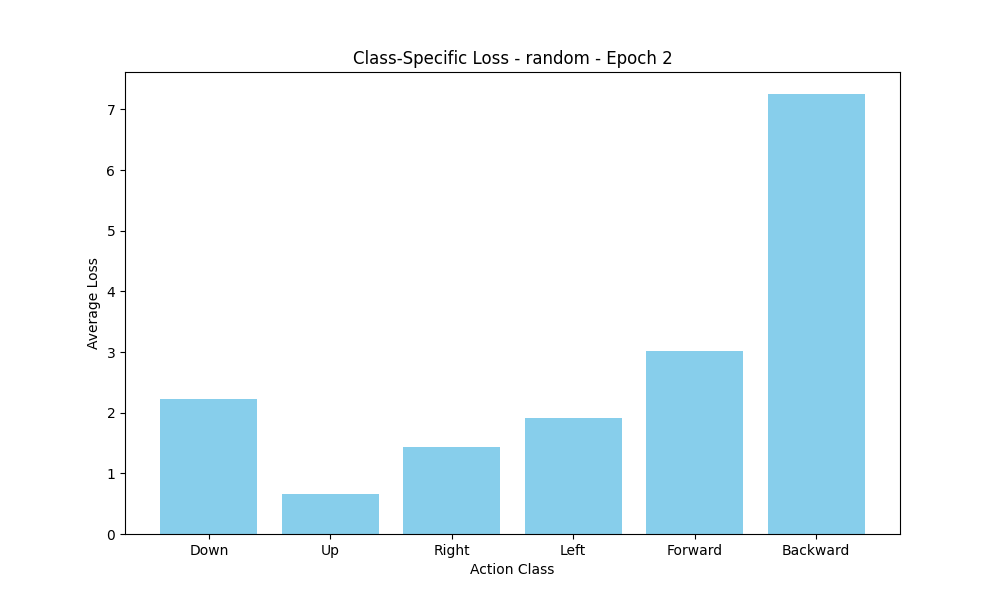 Class-Specific Loss - random - Epoch 2
7
6
5
4
3
2
1
0
Average Loss
Down Up Right Left Forward Backward
Action Class